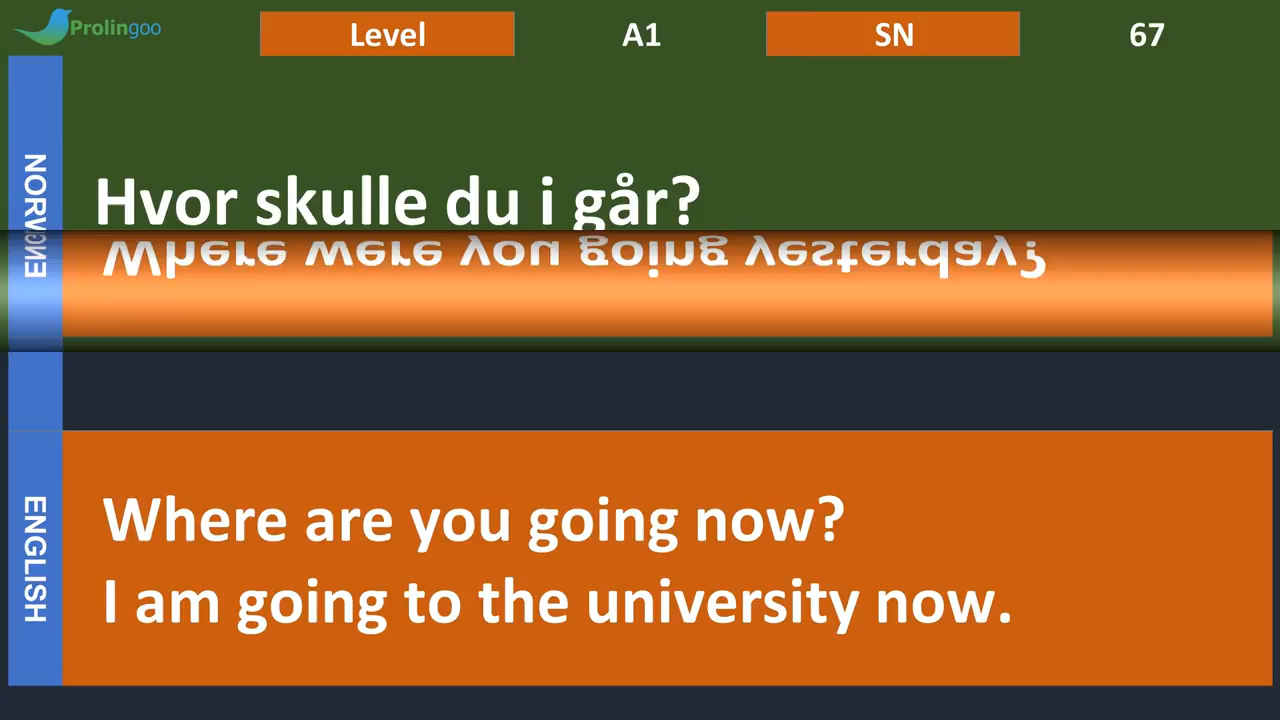 Prolingoo
Level A1 SN 67
Hvor skulle du i går?
Where were you going yesterday?
Where are you going now?
I am going to the university now.
ENGLISH